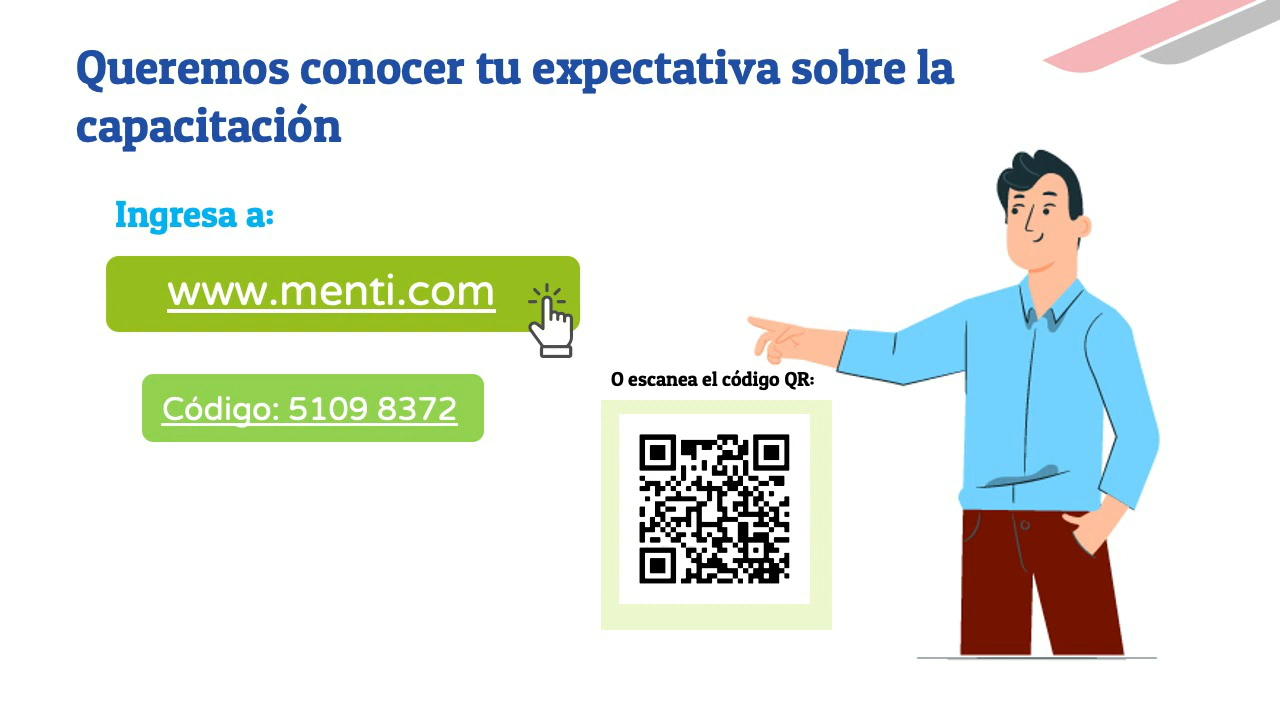 Queremos conocer tu expectativa sobre la
capacitación
Ingresa a:
www.menti.com
Código: 5109 8372
O escanea el código QR: